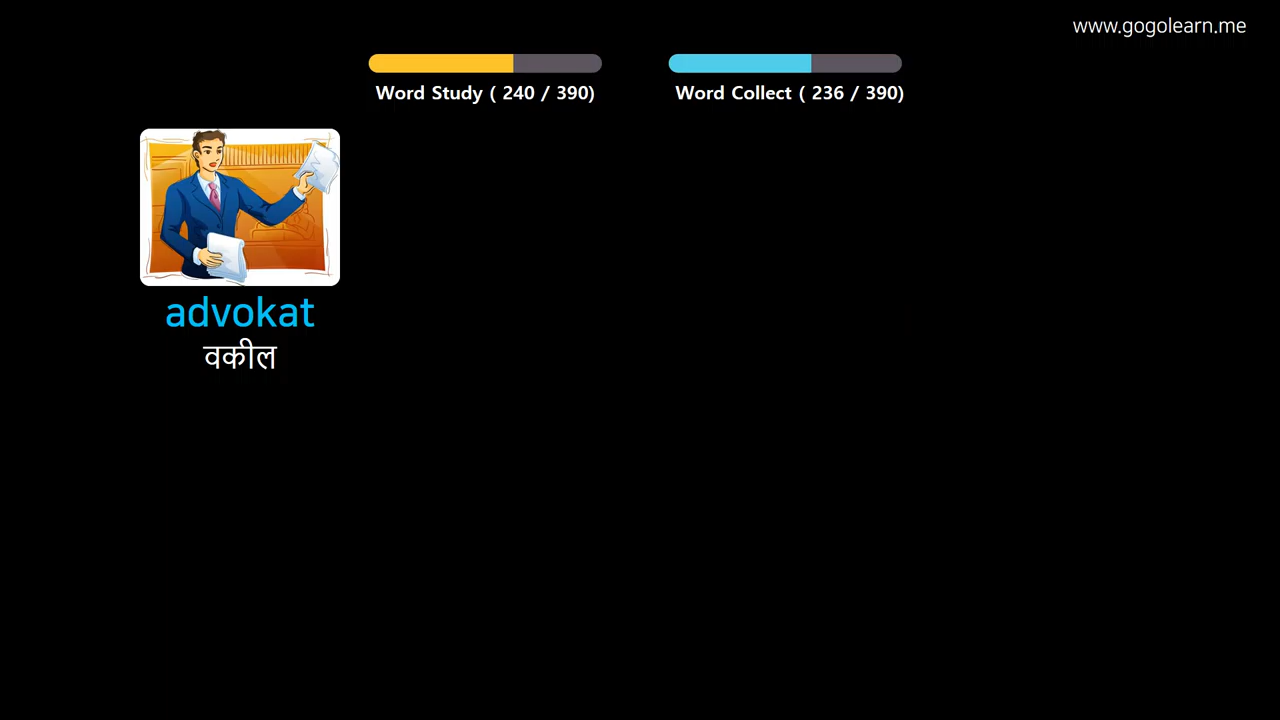 www.gogolearn.me
Word Study ( 240 / 390)
Word Collect ( 236 / 390)
advokat
वकील